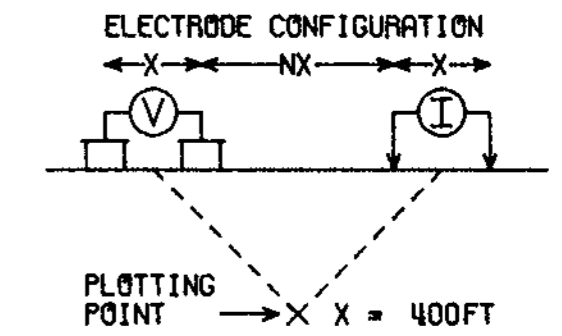 ELECTRODE CONFIGURATION
X NX X
V I
PLOTTING
POINT X X = 400FT